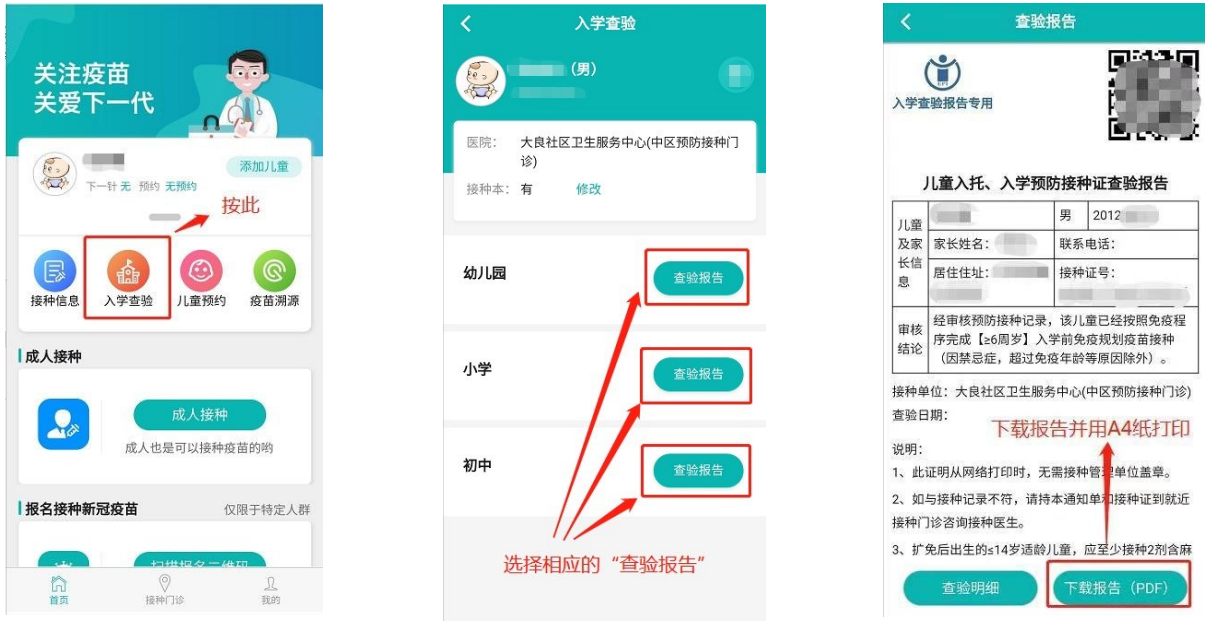 关注疫苗
关爱下一代
添加儿童
下一针 无 预约 无预约
按此
接种信息
入学查验
儿童预约
疫苗溯源
成人接种
成人接种
成人也是可以接种疫苗的哟
报名接种新冠疫苗
仅限于特定人群
扫描报名二维码
首页
接种门诊
我的
入学查验
(男)
医院： 大良社区卫生服务中心(中区预防接种门
诊)
接种本： 有 修改
幼儿园
查验报告
小学
查验报告
初中
查验报告
选择相应的“查验报告”
查验报告
入学查验报告专用
儿童入托、入学预防接种证查验报告
儿童
及家
长信
息
男
2012
家长姓名：
联系电话：
居住住址：
接种证号：
审核
结论
经审核预防接种记录，该儿童已经按照免疫程
序完成【≥6周岁】入学前免疫规划疫苗接种
（因禁忌症，超过免疫年龄等原因除外）。
接种单位：大良社区卫生服务中心(中区预防接种门诊)
查验日期：
下载报告并用A4纸打印
说明：
1、此证明从网络打印时，无需接种管理单位盖章。
2、如与接种记录不符，请持本通知单和接种证到就近
接种门诊咨询接种医生。
3、扩免后出生的≤14岁适龄儿童，应至少接种2剂含麻
查验明细
下载报告（PDF）